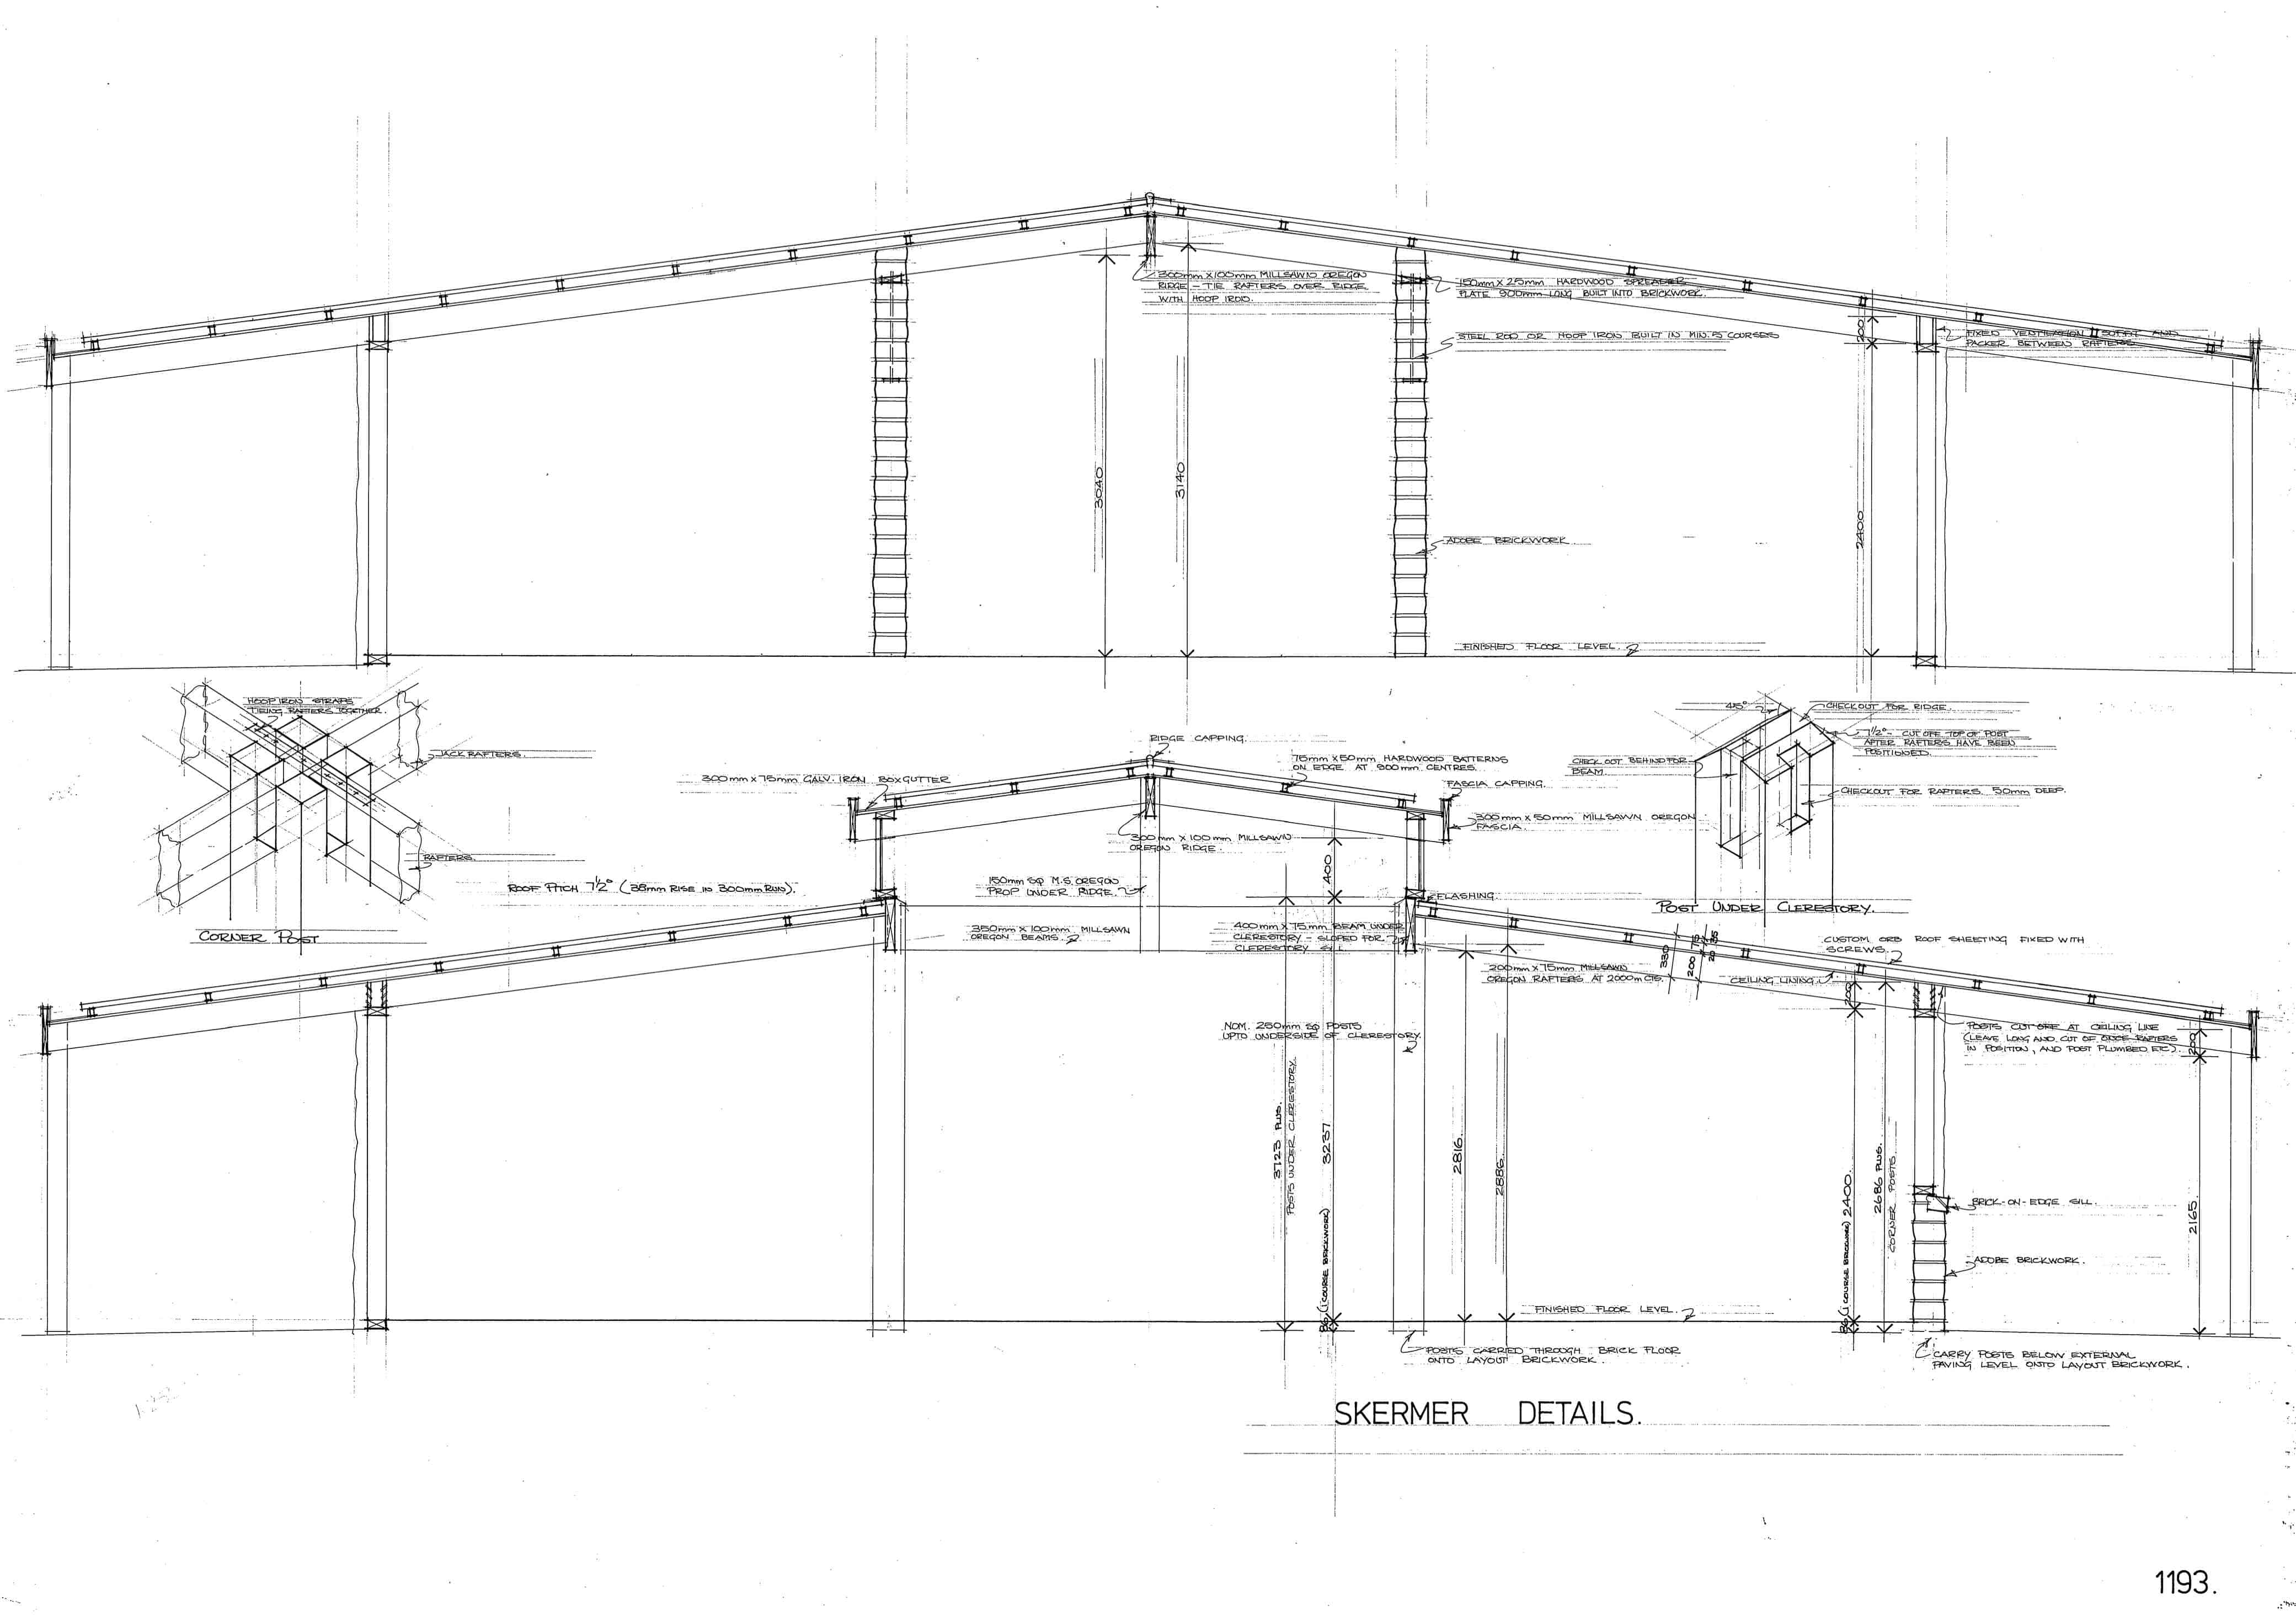 300mm X 100mm MILLSAWN OREGON
RIDGE - TIE RAFTERS OVER RIDGE
WITH HOOP IRON.
150mm X 25mm HARDWOOD SPREADER
PLATE 900mm LONG BUILT INTO BRICKWORK.
STEEL ROD OR HOOP IRON BUILT IN MIN. 5 COURSES
200
FIXED VENTILATION, SOFFIT AND
PACKER BETWEEN RAFTERS
3040
3140
2400
ADOBE BRICKWORK
FINISHED FLOOR LEVEL.
HOOP IRON STRAPS
TIEING RAFTERS TOGETHER.
JACK RAFTERS.
RAFTERS.
CORNER POST
ROOF PITCH 7½° (38mm RISE IN 300mm RUN).
45°
CHECKOUT FOR RIDGE.
7½° - CUT OFF TOP OF POST
AFTER RAFTERS HAVE BEEN
POSITIONED.
CHECK OUT BEHIND FOR
BEAM.
CHECKOUT FOR RAFTERS. 50mm DEEP.
POST UNDER CLERESTORY.
RIDGE CAPPING.
300mm x 75mm GALV. IRON BOXGUTTER
75mm X 50mm HARDWOOD BATTENS
ON EDGE AT 900mm CENTRES.
FASCIA CAPPING.
300mm x 50mm MILLSAWN OREGON
FASCIA.
300mm x 100mm MILLSAWN
OREGON RIDGE.
400
150mm SQ M.S. OREGON
PROP UNDER RIDGE.
FLASHING.
350mm x 100mm MILLSAWN
OREGON BEAMS.
400mm x 75mm BEAM UNDER
CLERESTORY - SLOPED FOR
CLERESTORY SILL
330
200
75
20
35
CUSTOM ORB ROOF SHEETING FIXED WITH
SCREWS.
200mm x 75mm MILLSAWN
OREGON RAFTERS AT 2000m CTS.
CEILING LINING.
200
NOM. 250mm SQ POSTS
UPTO UNDERSIDE OF CLERESTORY.
POSTS CUT OFF AT CEILING LINE
(LEAVE LONG AND CUT OF ONCE RAFTERS
IN POSITION, AND POST PLUMBED ETC).
200
3723 PLUS.
POSTS UNDER CLERESTORY
86 (1 COURSE BRICKWORK)
3237
2816.
2886.
86 (1 COURSE BRICKWORK) 2400.
2686 PLUS.
CORNER POSTS.
2165.
BRICK-ON-EDGE SILL.
ADOBE BRICKWORK.
FINISHED FLOOR LEVEL.
POSTS CARRIED THROUGH BRICK FLOOR
ONTO LAYOUT BRICKWORK.
CARRY POSTS BELOW EXTERNAL
PAVING LEVEL ONTO LAYOUT BRICKWORK.
SKERMER DETAILS.
1193.